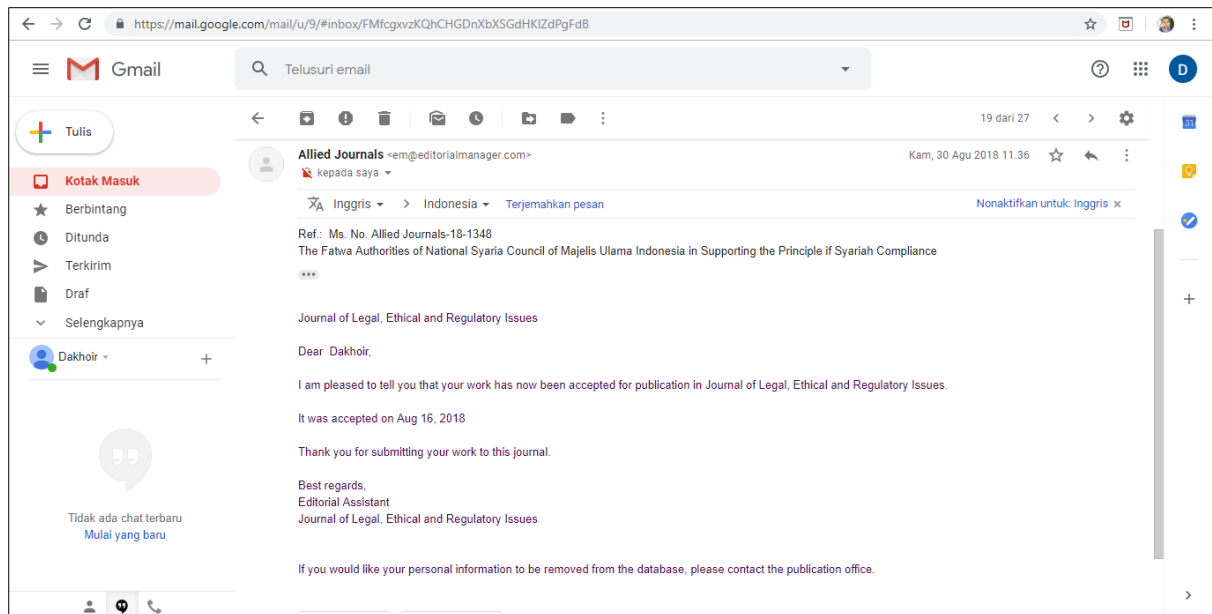 https://mail.google.com/mail/u/9/#inbox/FMfcgxvzKQhCHGDnXbXSGdHKlZdPgFdB
Gmail
Telusuri email
D
Tulis
19 dari 27
31
Allied Journals <em@editorialmanager.com>
Kam, 30 Agu 2018 11.36
kepada saya
Kotak Masuk
Inggris > Indonesia Terjemahkan pesan
Nonaktifkan untuk: Inggris ×
Berbintang
Ditunda
Terkirim
Draf
Selengkapnya
Dakhoir
Ref.: Ms. No. Allied Journals-18-1348
The Fatwa Authorities of National Syaria Council of Majelis Ulama Indonesia in Supporting the Principle if Syariah Compliance
Journal of Legal, Ethical and Regulatory Issues
Dear Dakhoir,
I am pleased to tell you that your work has now been accepted for publication in Journal of Legal, Ethical and Regulatory Issues.
It was accepted on Aug 16, 2018
Thank you for submitting your work to this journal.
Best regards,
Editorial Assistant
Journal of Legal, Ethical and Regulatory Issues
If you would like your personal information to be removed from the database, please contact the publication office.
Tidak ada chat terbaru
Mulai yang baru